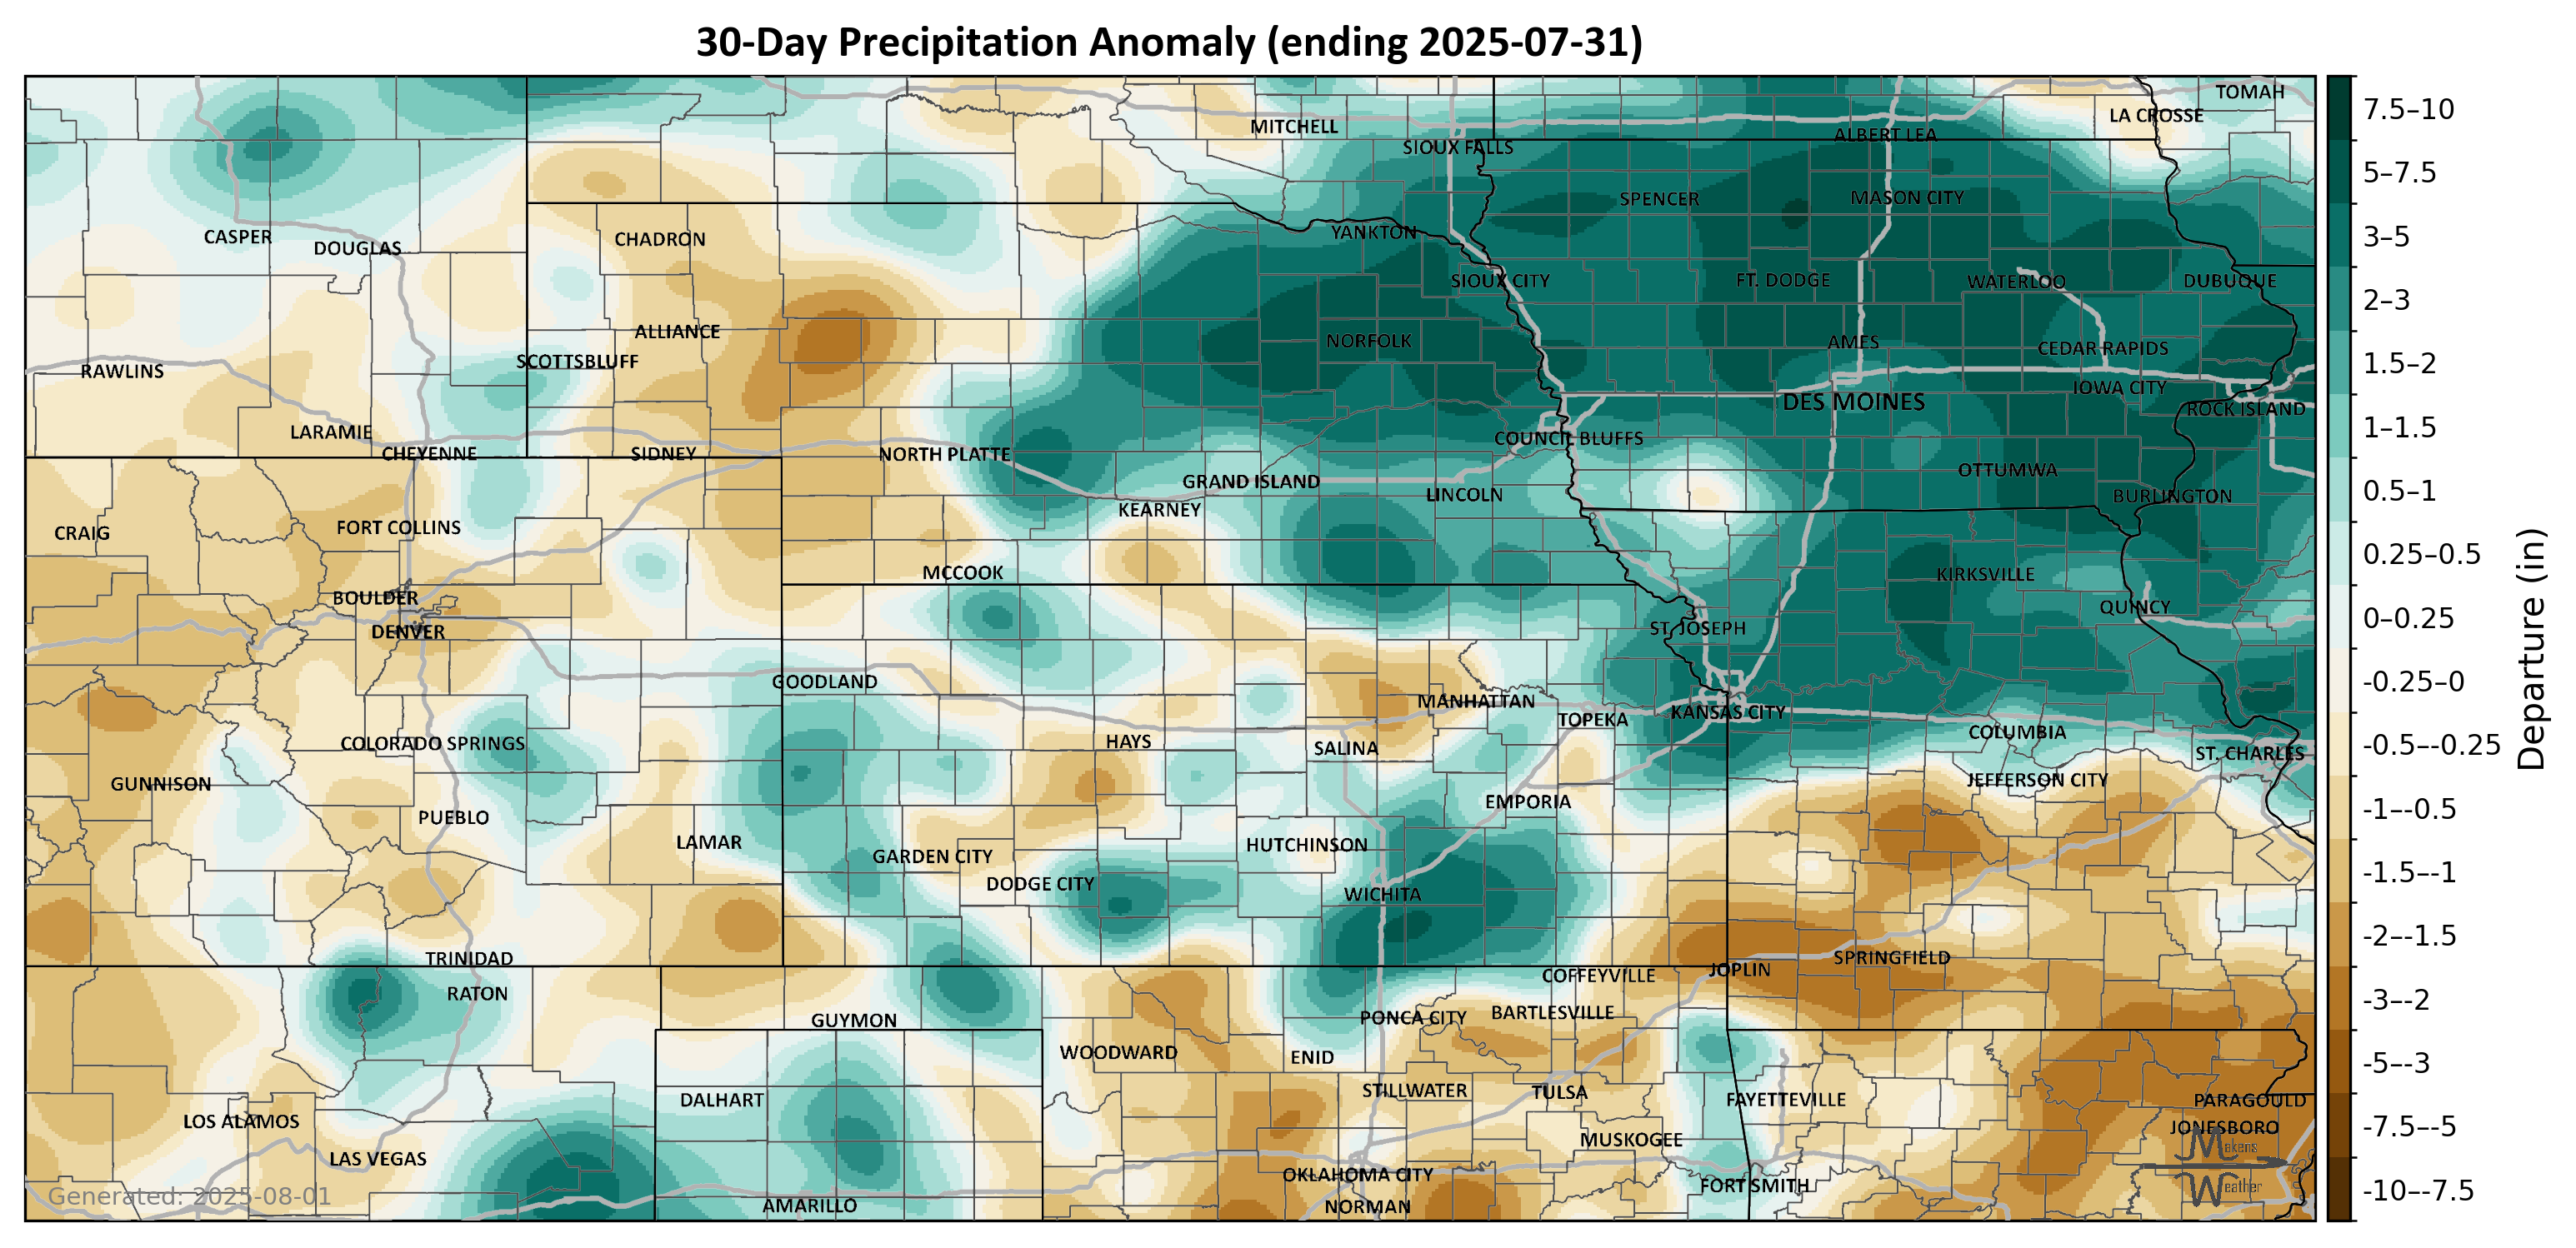 30-Day Precipitation Anomaly (ending 2025-07-31)
TOMAH
LA CROSSE
MITCHELL
ALBERT LEA
SIOUX FALLS
SPENCER
MASON CITY
YANKTON
CASPER
DOUGLAS
CHADRON
SIOUX CITY
FT. DODGE
WATERLOO
DUBUQUE
ALLIANCE
NORFOLK
AMES
CEDAR RAPIDS
SCOTTSBLUFF
RAWLINS
IOWA CITY
DES MOINES
ROCK ISLAND
LARAMIE
COUNCIL BLUFFS
CHEYENNE
SIDNEY
NORTH PLATTE
OTTUMWA
GRAND ISLAND
LINCOLN
BURLINGTON
KEARNEY
CRAIG
FORT COLLINS
MCCOOK
KIRKSVILLE
BOULDER
QUINCY
DENVER
ST. JOSEPH
GOODLAND
MANHATTAN
KANSAS CITY
TOPEKA
COLUMBIA
COLORADO SPRINGS
HAYS
SALINA
ST. CHARLES
GUNNISON
JEFFERSON CITY
EMPORIA
PUEBLO
LAMAR
HUTCHINSON
GARDEN CITY
DODGE CITY
WICHITA
TRINIDAD
SPRINGFIELD
JOPLIN
COFFEYVILLE
RATON
GUYMON
PONCA CITY
BARTLESVILLE
WOODWARD
ENID
STILLWATER
TULSA
DALHART
FAYETTEVILLE
PARAGOULD
LOS ALAMOS
JONESBORO
MUSKOGEE
LAS VEGAS
OKLAHOMA CITY
FORT SMITH
AMARILLO
NORMAN
Generated: 2025-08-01
Makens
Weather
7.5–10
5–7.5
3–5
2–3
1.5–2
1–1.5
0.5–1
0.25–0.5
0–0.25
-0.25–0
-0.5–-0.25
-1–-0.5
-1.5–-1
-2–-1.5
-3–-2
-5–-3
-7.5–-5
-10–-7.5
Departure (in)